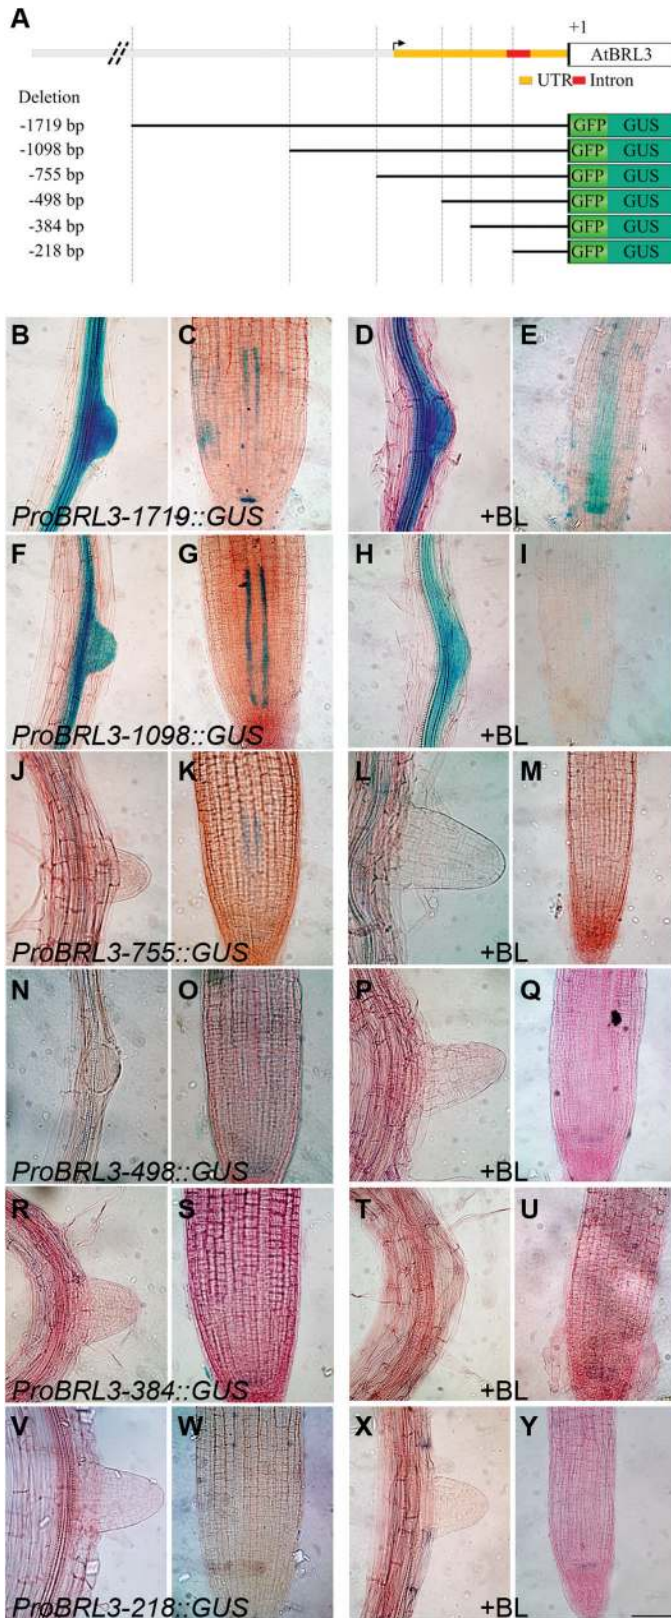 A
+1
AtBRL3
UTR Intron
Deletion
-1719 bp GFP GUS
-1098 bp GFP GUS
-755 bp GFP GUS
-498 bp GFP GUS
-384 bp GFP GUS
-218 bp GFP GUS
B C D E
ProBRL3-1719::GUS +BL
F G H I
ProBRL3-1098::GUS +BL
J K L M
ProBRL3-755::GUS +BL
N O P Q
ProBRL3-498::GUS +BL
R S T U
ProBRL3-384::GUS +BL
V W X Y
ProBRL3-218::GUS +BL